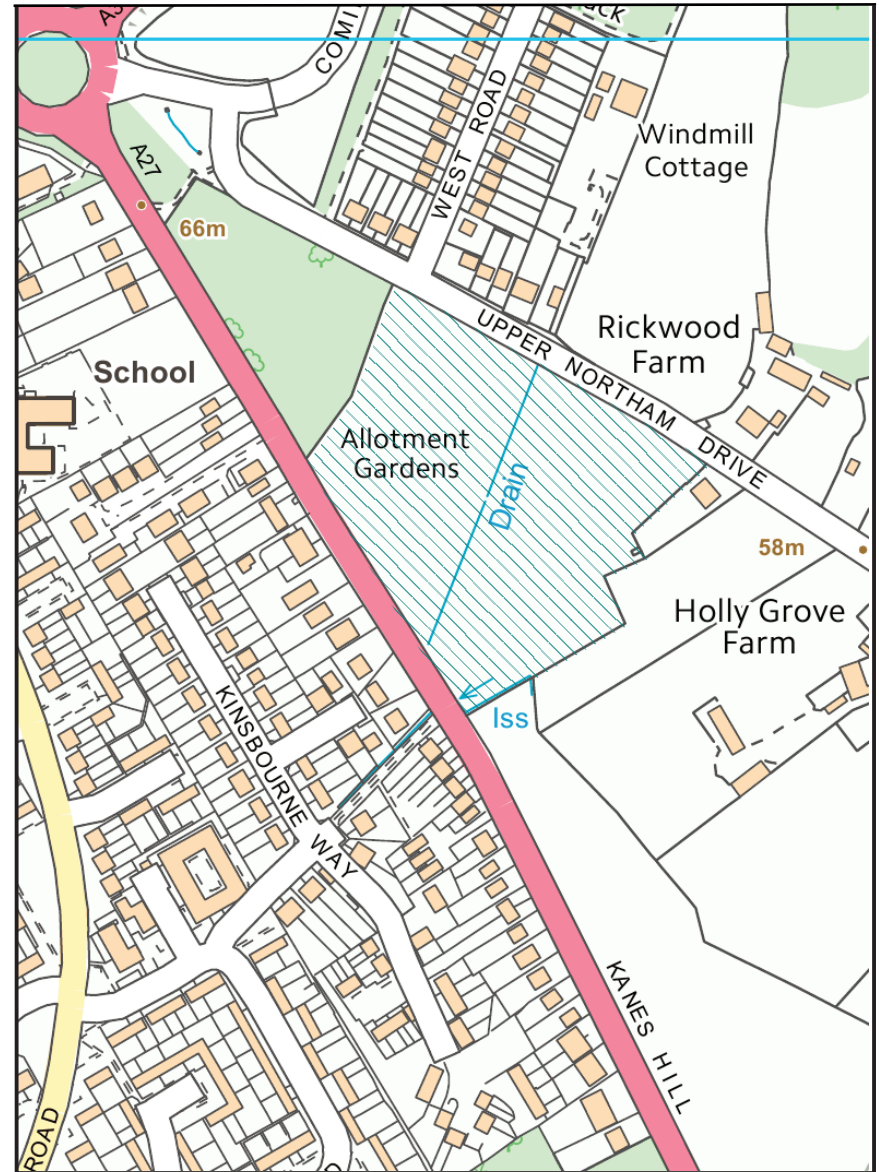 COMI
WEST ROAD
Windmill
Cottage
A27
66m
UPPER NORTHAM DRIVE
Rickwood
Farm
School
Allotment
Gardens
Drain
58m
Holly Grove
Farm
Iss
KINSBOURNE WAY
KANES HILL
ROAD